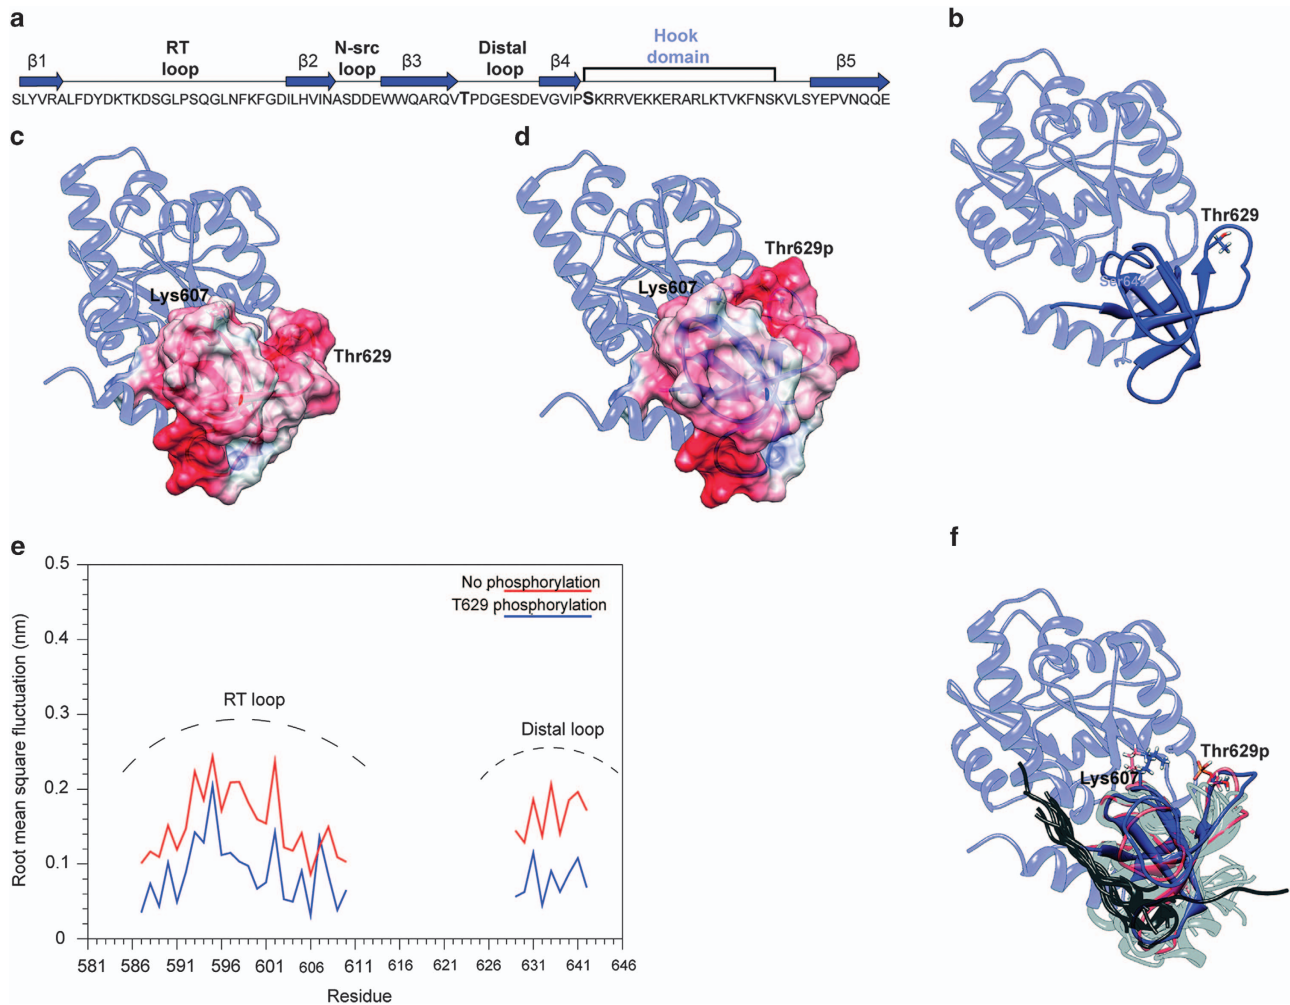 a
β1
RT
loop
β2
N-src
loop
β3
Distal
loop
β4
Hook
domain
β5
SLYVRALFDYDKTKDSGLPSQGLNFKFGDILHVINASDDEWWQARQVTPDGESDEVGVIPSKRRVEKKERARLKTVKFNSKVLSYEPVNQQE
b
Thr629
Ser64
c
Lys607
Thr629
d
Thr629p
Lys607
e
Root mean square fluctuation (nm)
0.5
0.4
0.3
0.2
0.1
0
No phosphorylation
T629 phosphorylation
RT loop
Distal loop
581 586 591 596 601 606 611 616 621 626 631 641 646
Residue
f
Thr629p
Lys607